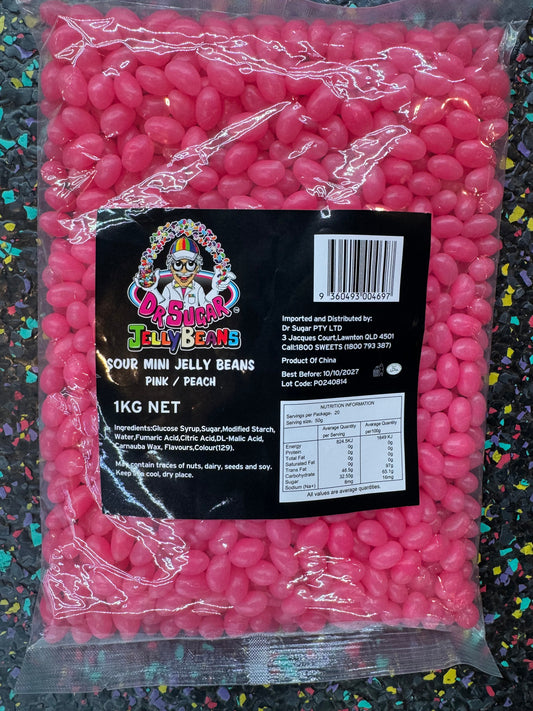 DR SUGAR
JELLYBEANS
SOUR MINI JELLY BEANS
PINK / PEACH
1KG NET
Ingredients:Glucose Syrup,Sugar,Modified Starch,
Water,Fumaric Acid,Citric Acid,DL-Malic Acid,
Carnauba Wax, Flavours,Colour(129).
May contain traces of nuts, dairy, seeds and soy.
Keep in a cool, dry place.
9 360493 004697
Imported and Distributed by:
Dr Sugar PTY LTD
3 Jacques Court,Lawnton QLD 4501
Call:1800 SWEETS (1800 793 387)
Product Of China
Best Before: 10/10/2027
Lot Code: PO240814
NUTRITION INFORMATION
Servings per Package- 20
Serving size: 50g
Average Quantity per Serving
Average Quantity per100g
Energy 824.5KJ 1649 KJ
Protein 0g 0g
Total Fat 0g 0g
Saturated Fat 0g 0g
Trans Fat 0g 0g
Carbohydrate 48.5g 97g
Sugar 32.55g 65.1g
Sodium (Na+) 8mg 16mg
All values are average quantities.